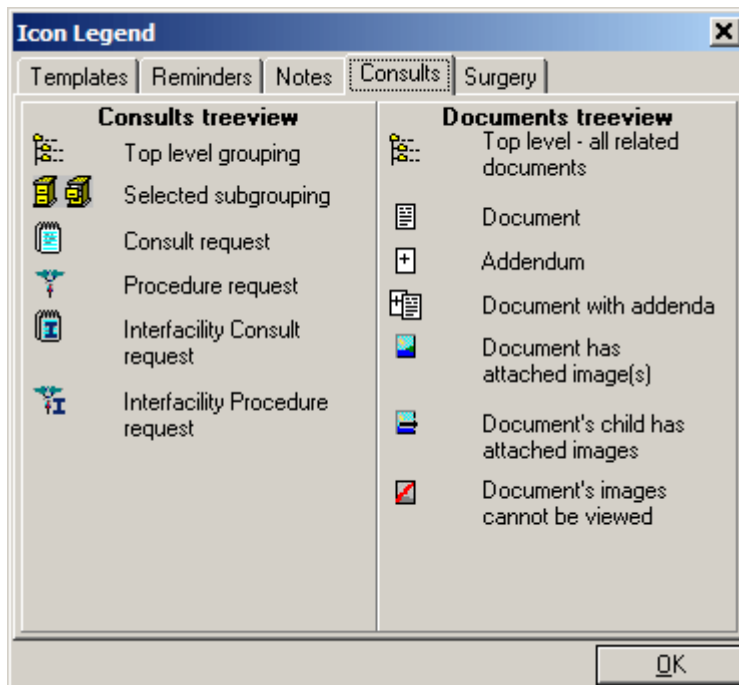 Icon Legend
Templates
Reminders
Notes
Consults
Surgery
Consults treeview
Top level grouping
Selected subgrouping
Consult request
Procedure request
Interfacility Consult
request
Interfacility Procedure
request
Documents treeview
Top level - all related
documents
Document
Addendum
Document with addenda
Document has
attached image(s)
Document's child has
attached images
Document's images
cannot be viewed
OK